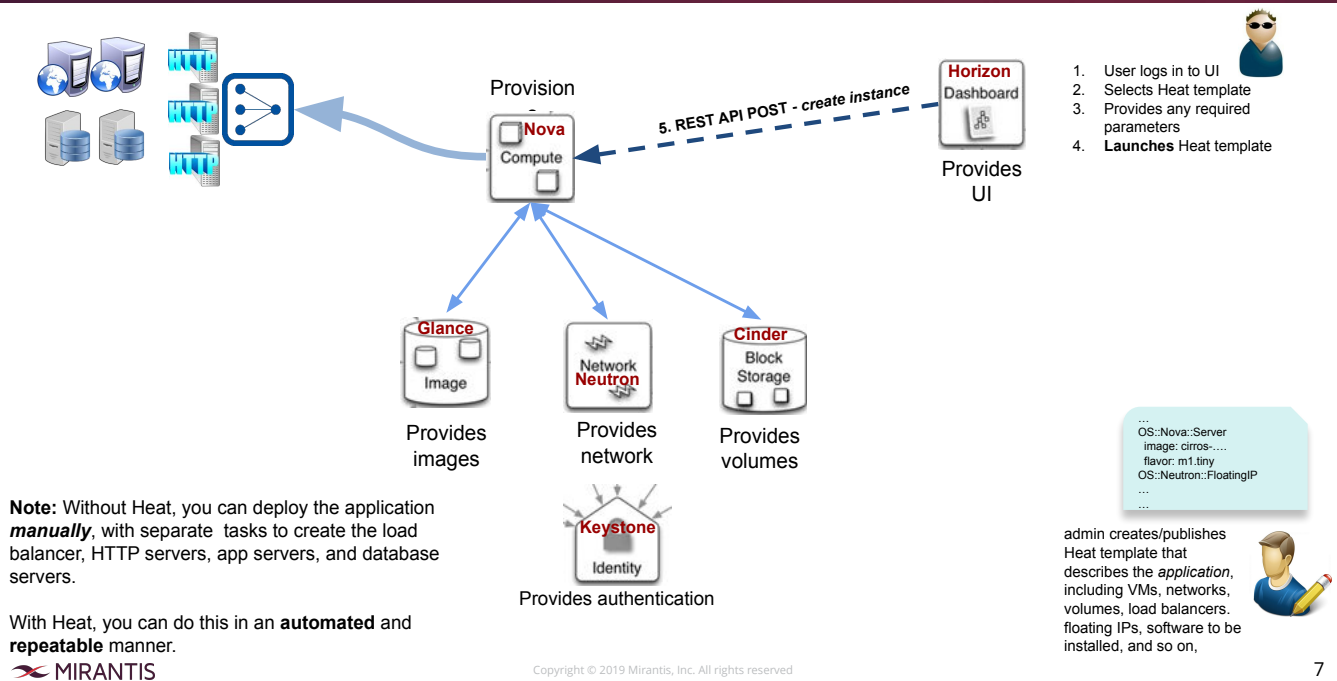 HTTP
HTTP
HTTP
Provision
Nova
Compute
5. REST API POST - create instance
Horizon
Dashboard
Provides
UI
1. User logs in to UI
2. Selects Heat template
3. Provides any required
parameters
4. Launches Heat template
Glance
Image
Provides
images
Network
Neutron
Provides
network
Cinder
Block
Storage
Provides
volumes
Keystone
Identity
Provides authentication
Note: Without Heat, you can deploy the application
manually, with separate tasks to create the load
balancer, HTTP servers, app servers, and database
servers.
With Heat, you can do this in an automated and
repeatable manner.
…
OS::Nova::Server
image: cirros-….
flavor: m1.tiny
OS::Neutron::FloatingIP
…
…
admin creates/publishes
Heat template that
describes the application,
including VMs, networks,
volumes, load balancers.
floating IPs, software to be
installed, and so on,
MIRANTIS
Copyright © 2019 Mirantis, Inc. All rights reserved
7